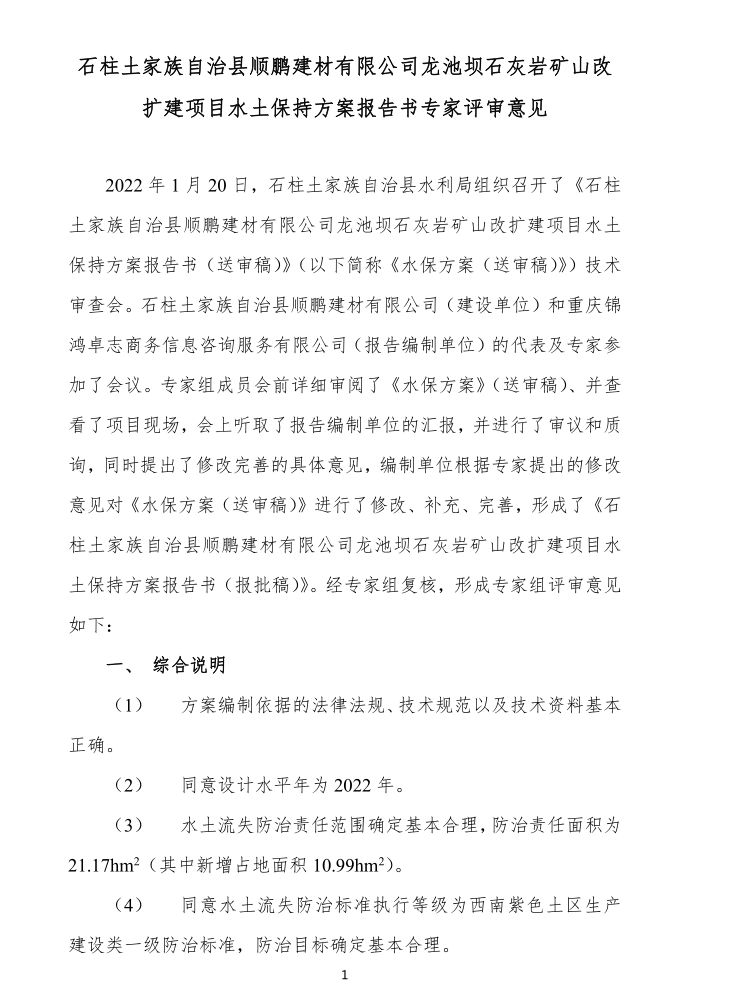 石柱土家族自治县顺鹏建材有限公司龙池坝石灰岩矿山改
扩建项目水土保持方案报告书专家评审意见
2022 年 1 月 20 日，石柱土家族自治县水利局组织召开了《石柱
土家族自治县顺鹏建材有限公司龙池坝石灰岩矿山改扩建项目水土
保持方案报告书（送审稿）》（以下简称《水保方案（送审稿）》）技术
审查会。石柱土家族自治县顺鹏建材有限公司（建设单位）和重庆锦
鸿卓志商务信息咨询服务有限公司（报告编制单位）的代表及专家参
加了会议。专家组成员会前详细审阅了《水保方案》（送审稿）、并查
看了项目现场，会上听取了报告编制单位的汇报，并进行了审议和质
询，同时提出了修改完善的具体意见，编制单位根据专家提出的修改
意见对《水保方案（送审稿）》进行了修改、补充、完善，形成了《石
柱土家族自治县顺鹏建材有限公司龙池坝石灰岩矿山改扩建项目水
土保持方案报告书（报批稿）》。经专家组复核，形成专家组评审意见
如下：
一、 综合说明
（1） 方案编制依据的法律法规、技术规范以及技术资料基本
正确。
（2） 同意设计水平年为 2022 年。
（3） 水土流失防治责任范围确定基本合理，防治责任面积为
21.17hm²（其中新增占地面积 10.99hm²）。
（4） 同意水土流失防治标准执行等级为西南紫色土区生产
建设类一级防治标准，防治目标确定基本合理。
1